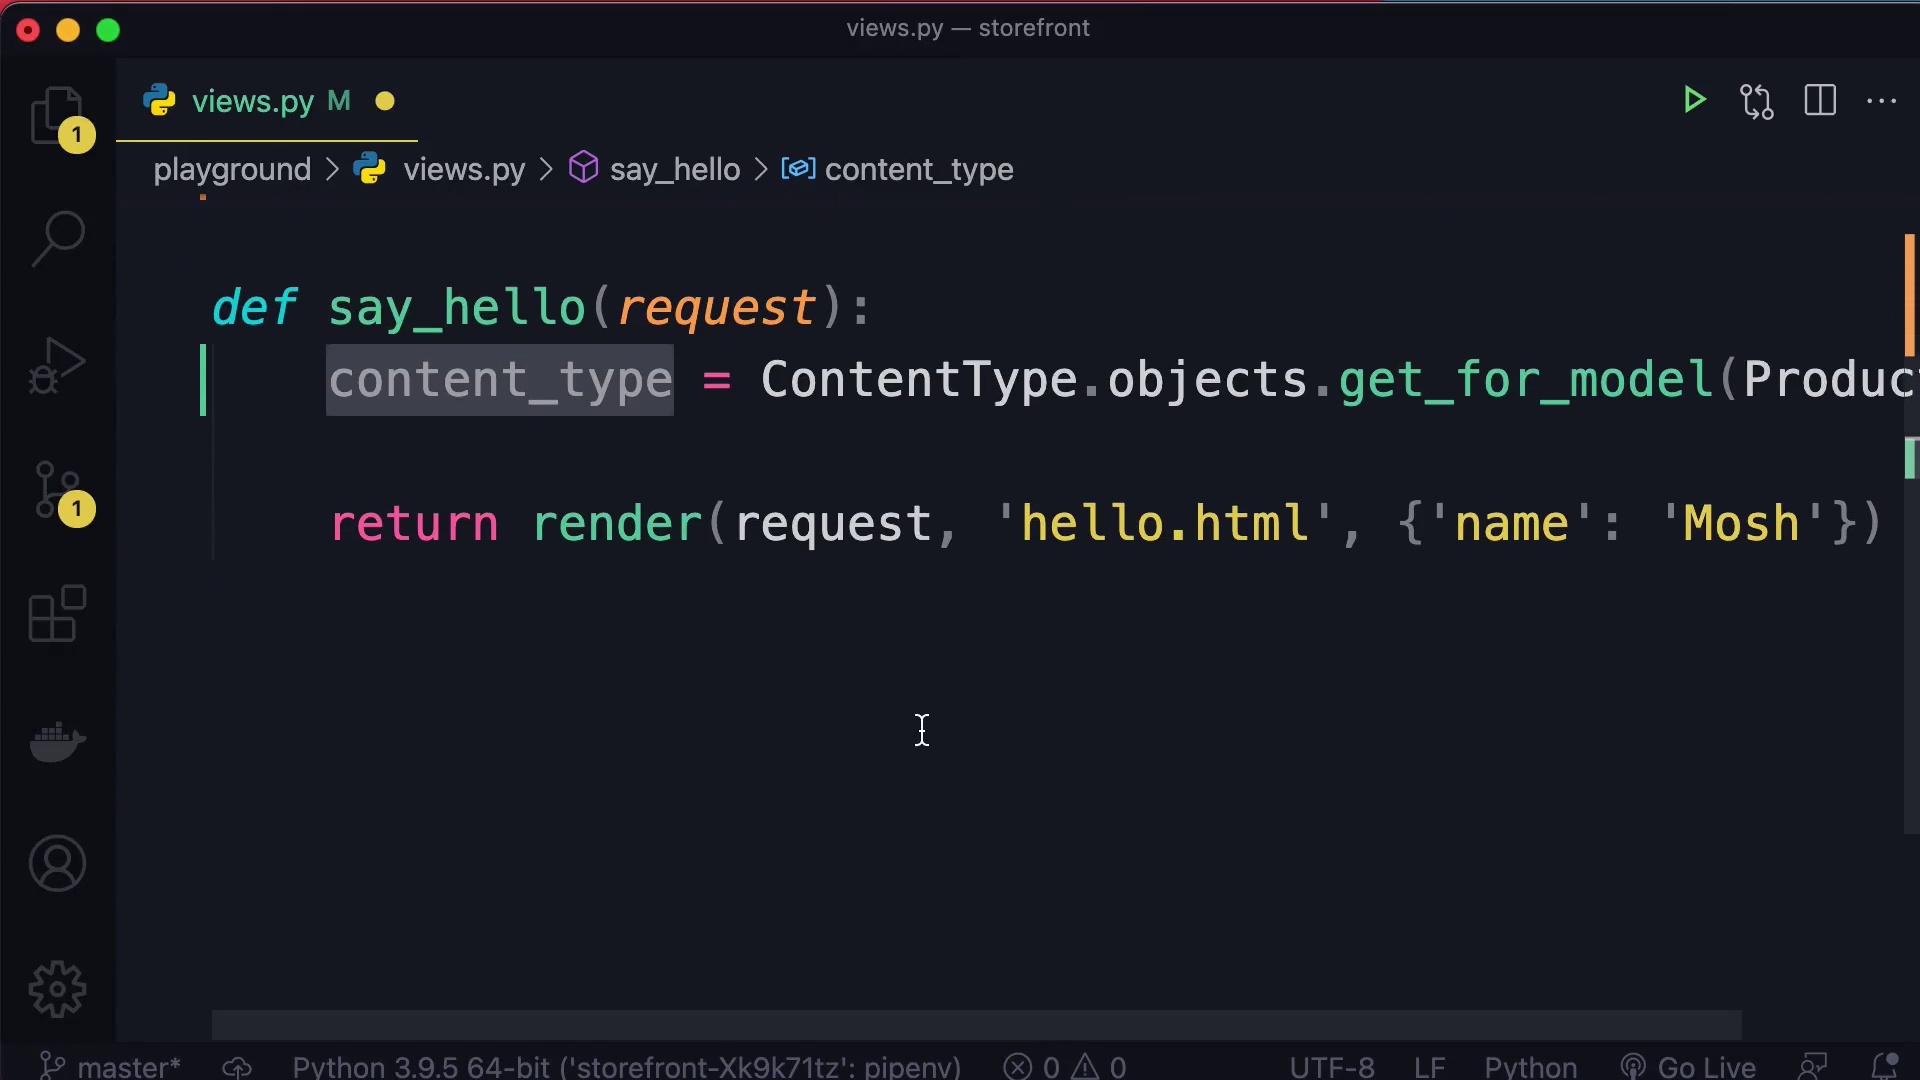 views.py — storefront
views.py M
1
playground > views.py > say_hello > content_type
def say_hello(request):
content_type = ContentType.objects.get_for_model(Produc
return render(request, 'hello.html', {'name': 'Mosh'})
1
master* Python 3.9.5 64-bit ('storefront-Xk9k71tz': pipenv) 0 0 UTF-8 LF Python Go Live